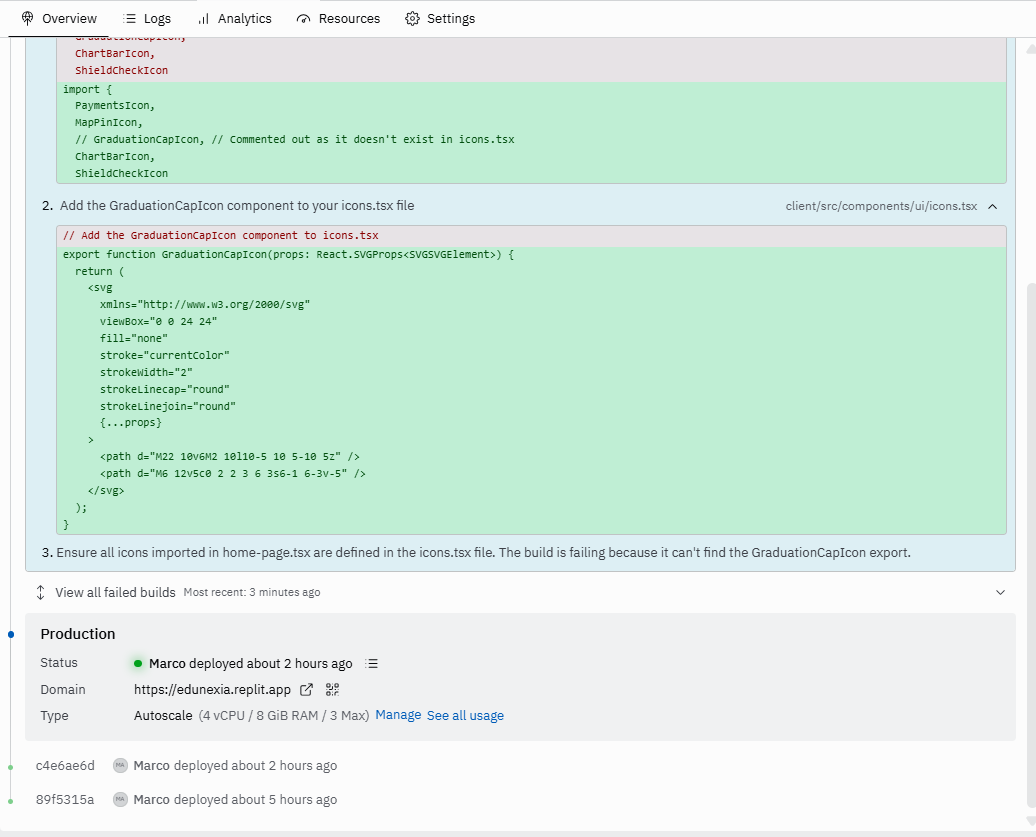 Overview Logs Analytics Resources Settings
GraduationCapIcon,
ChartBarIcon,
ShieldCheckIcon
import {
PaymentsIcon,
MapPinIcon,
// GraduationCapIcon, // Commented out as it doesn't exist in icons.tsx
ChartBarIcon,
ShieldCheckIcon
2. Add the GraduationCapIcon component to your icons.tsx file client/src/components/ui/icons.tsx
// Add the GraduationCapIcon component to icons.tsx
export function GraduationCapIcon(props: React.SVGProps<SVGSVGElement>) {
return (
<svg
xmlns="http://www.w3.org/2000/svg"
viewBox="0 0 24 24"
fill="none"
stroke="currentColor"
strokeWidth="2"
strokeLinecap="round"
strokeLinejoin="round"
{...props}
>
<path d="M22 10v6M2 10l10-5 10 5-10 5z" />
<path d="M6 12v5c0 2 2 3 6 3s6-1 6-3v-5" />
</svg>
);
}
3. Ensure all icons imported in home-page.tsx are defined in the icons.tsx file. The build is failing because it can't find the GraduationCapIcon export.
View all failed builds Most recent: 3 minutes ago
Production
Status Marco deployed about 2 hours ago
Domain https://edunexia.replit.app
Type Autoscale (4 vCPU / 8 GiB RAM / 3 Max) Manage See all usage
c4e6ae6d MA Marco deployed about 2 hours ago
89f5315a MA Marco deployed about 5 hours ago